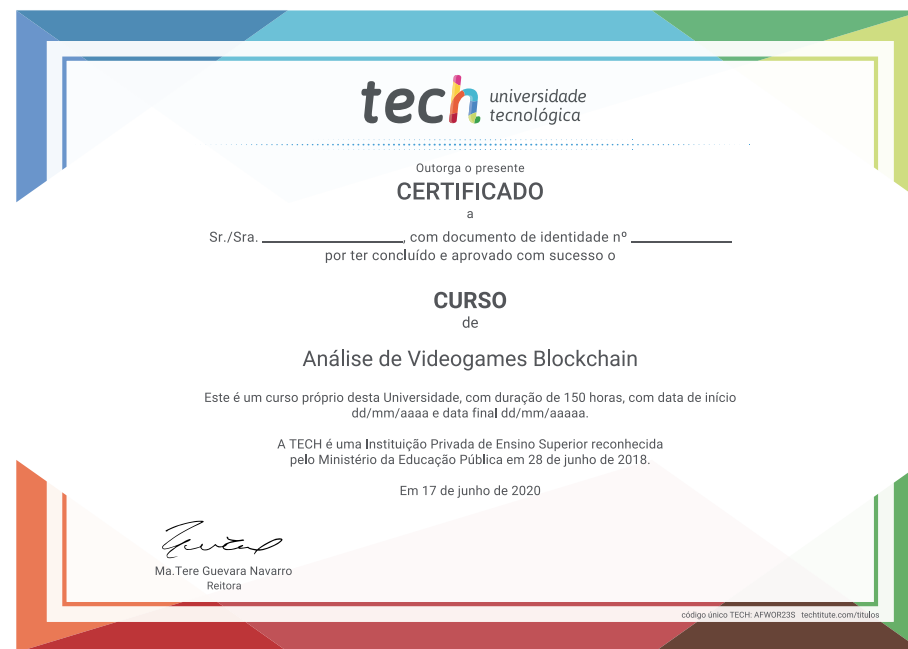 tech universidade
tecnológica
Outorga o presente
CERTIFICADO
a
Sr./Sra. ______________, com documento de identidade nº __________
por ter concluído e aprovado com sucesso o
CURSO
de
Análise de Videogames Blockchain
Este é um curso próprio desta Universidade, com duração de 150 horas, com data de início
dd/mm/aaaa e data final dd/mm/aaaaa.
A TECH é uma Instituição Privada de Ensino Superior reconhecida
pelo Ministério da Educação Pública em 28 de junho de 2018.
Em 17 de junho de 2020
Ma.Tere Guevara Navarro
Reitora
código único TECH: AFWOR23S techtitute.com/titulos